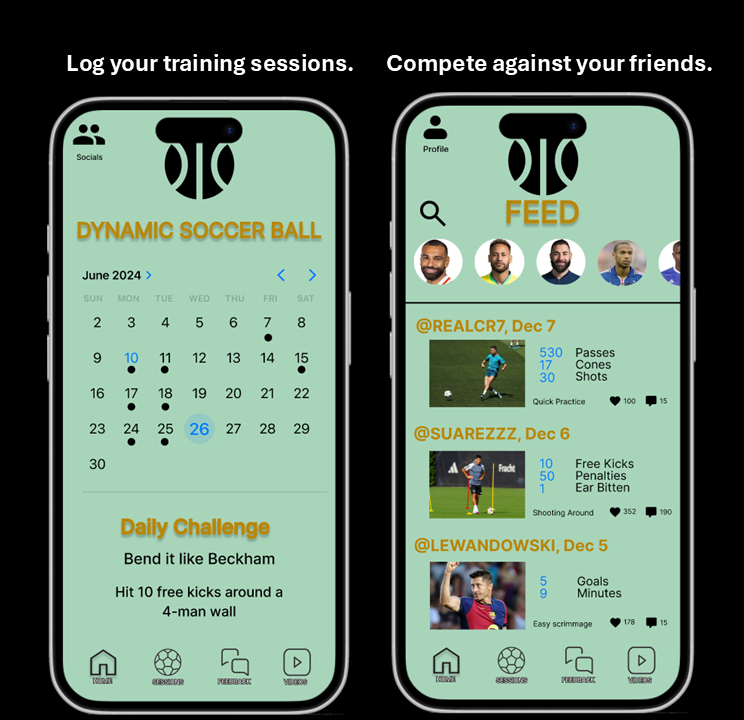 Log your training sessions.
Socials
DYNAMIC SOCCER BALL
June 2024
SUN MON TUE WED THU FRI SAT
2 3 4 5 6 7 8
9 10 11 12 13 14 15
16 17 18 19 20 21 22
23 24 25 26 27 28 29
30
Daily Challenge
Bend it like Beckham
Hit 10 free kicks around a
4-man wall
HOME SESSIONS FEEDBACK VIDEOS
Compete against your friends.
Profile
FEED
@REALCR7, Dec 7
530 Passes
17 Cones
30 Shots
Quick Practice 100 15
@SUAREZZZ, Dec 6
Fracht
10 Free Kicks
50 Penalties
1 Ear Bitten
Shooting Around 352 190
@LEWANDOWSKI, Dec 5
5 Goals
9 Minutes
Easy scrimmage 178 15
HOME SESSIONS FEEDBACK VIDEOS